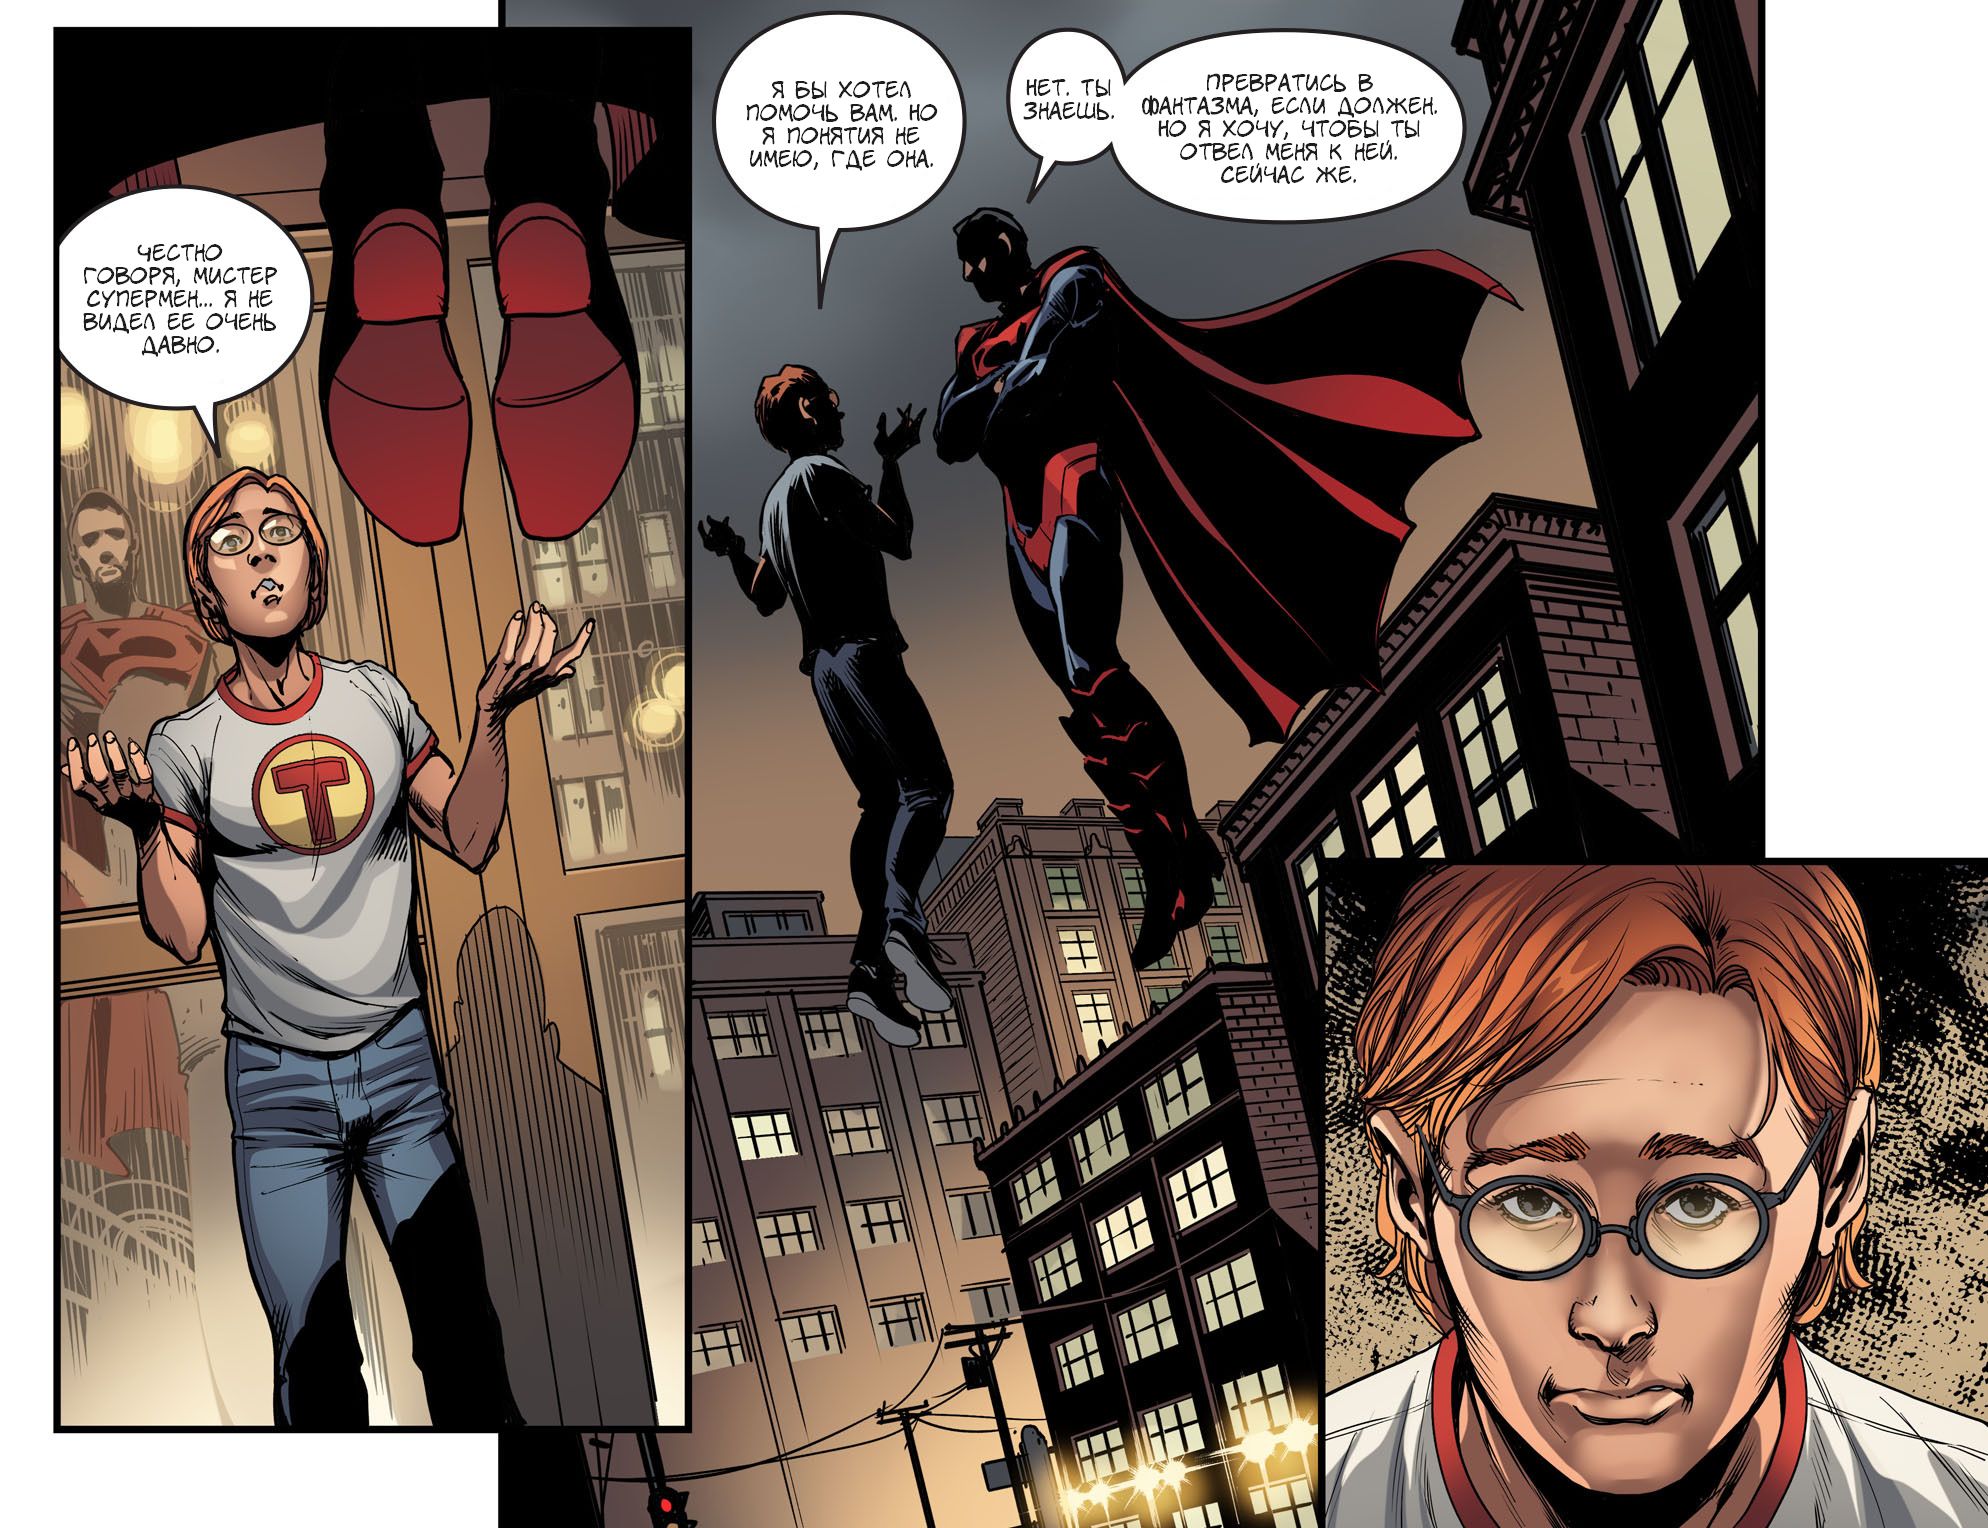 ЧЕСТНО
ГОВОРЯ, МИСТЕР
СУПЕРМЕН... Я НЕ
ВИДЕЛ ЕЕ ОЧЕНЬ
ДАВНО.
T
Я БЫ ХОТЕЛ
ПОМОЧЬ ВАМ. НО
Я ПОНЯТИЯ НЕ
ИМЕЮ, ГДЕ ОНА.
НЕТ. ТЫ
ЗНАЕШЬ.
ПРЕВРАТИСЬ В
ФАНТАЗМА, ЕСЛИ ДОЛЖЕН.
НО Я ХОЧУ, ЧТОБЫ ТЫ
ОТВЕЛ МЕНЯ К НЕЙ.
СЕЙЧАС ЖЕ.